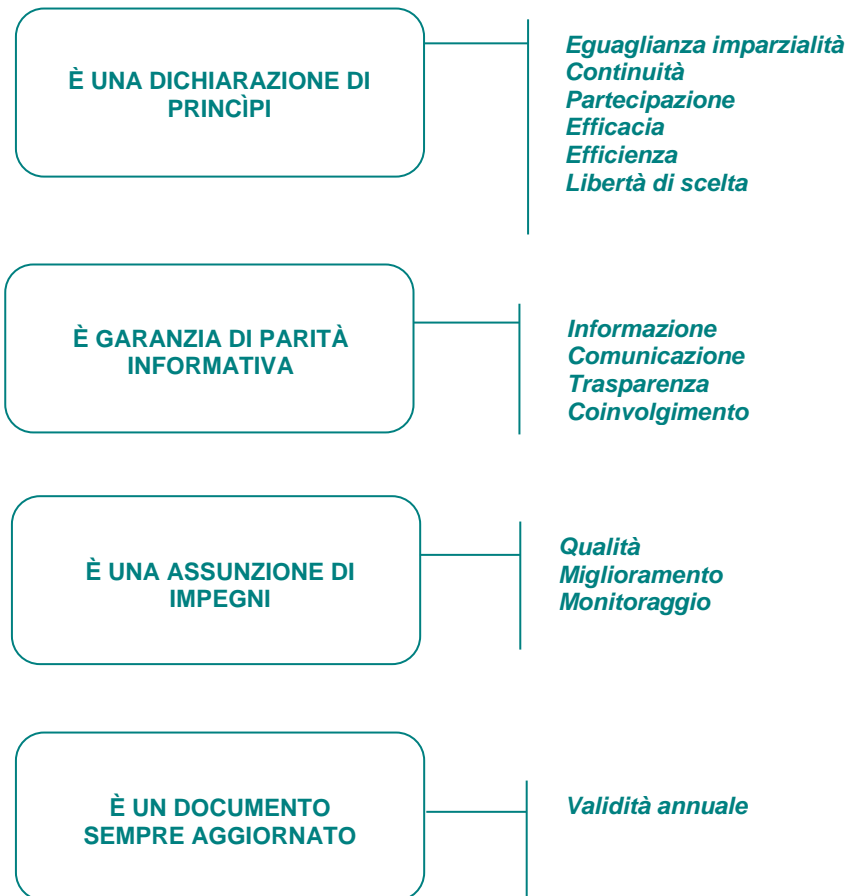 È UNA DICHIARAZIONE DI
PRINCÌPI
Eguaglianza imparzialità
Continuità
Partecipazione
Efficacia
Efficienza
Libertà di scelta
È GARANZIA DI PARITÀ
INFORMATIVA
Informazione
Comunicazione
Trasparenza
Coinvolgimento
È UNA ASSUNZIONE DI
IMPEGNI
Qualità
Miglioramento
Monitoraggio
È UN DOCUMENTO
SEMPRE AGGIORNATO
Validità annuale